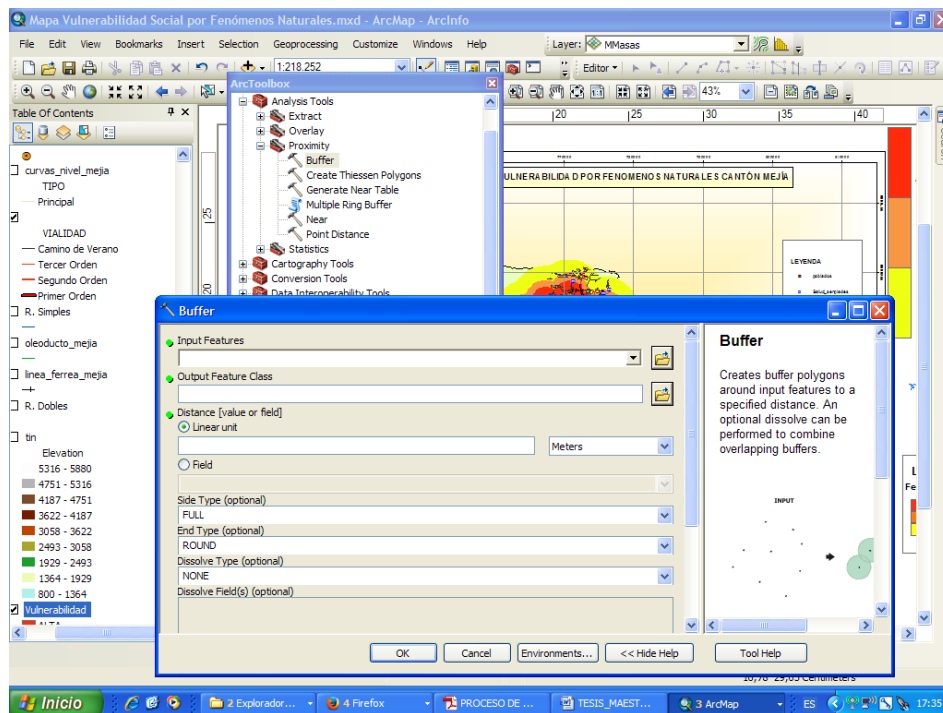 Mapa Vulnerabilidad Social por Fenómenos Naturales.mxd - ArcMap - ArcInfo
File Edit View Bookmarks Insert Selection Geoprocessing Customize Windows Help
Layer: MMasas
1:218.252
Editor
43%
ArcToolbox
Analysis Tools
Extract
Overlay
Proximity
Buffer
Create Thiessen Polygons
Generate Near Table
Multiple Ring Buffer
Near
Point Distance
Statistics
Cartography Tools
Conversion Tools
Data Interoperability Tools
Table Of Contents
curvas_nivel_mejia
TIPO
Principal
VIALIDAD
Camino de Verano
Tercer Orden
Segundo Orden
Primer Orden
R. Simples
oleoducto_mejia
linea_ferrea_mejia
R. Dobles
tin
Elevation
5316 - 5880
4751 - 5316
4187 - 4751
3622 - 4187
3058 - 3622
2493 - 3058
1929 - 2493
1364 - 1929
800 - 1364
Vulnerabilidad
ALTA
20 25 30 35 40
25
20
ULNERABILIDAD POR FENOMENOS NATURALES CANTÓN MEJÍA
LEYENDA
poblados
L
Fe
Buffer
Input Features
Output Feature Class
Distance [value or field]
Linear unit
Meters
Field
Side Type (optional)
FULL
End Type (optional)
ROUND
Dissolve Type (optional)
NONE
Dissolve Field(s) (optional)
OK Cancel Environments... << Hide Help Tool Help
Buffer
Creates buffer polygons
around input features to a
specified distance. An
optional dissolve can be
performed to combine
overlapping buffers.
INPUT
Inicio 2 Explorador... 4 Firefox PROCESO DE ... TESIS_MAEST... 3 ArcMap ES 17:35